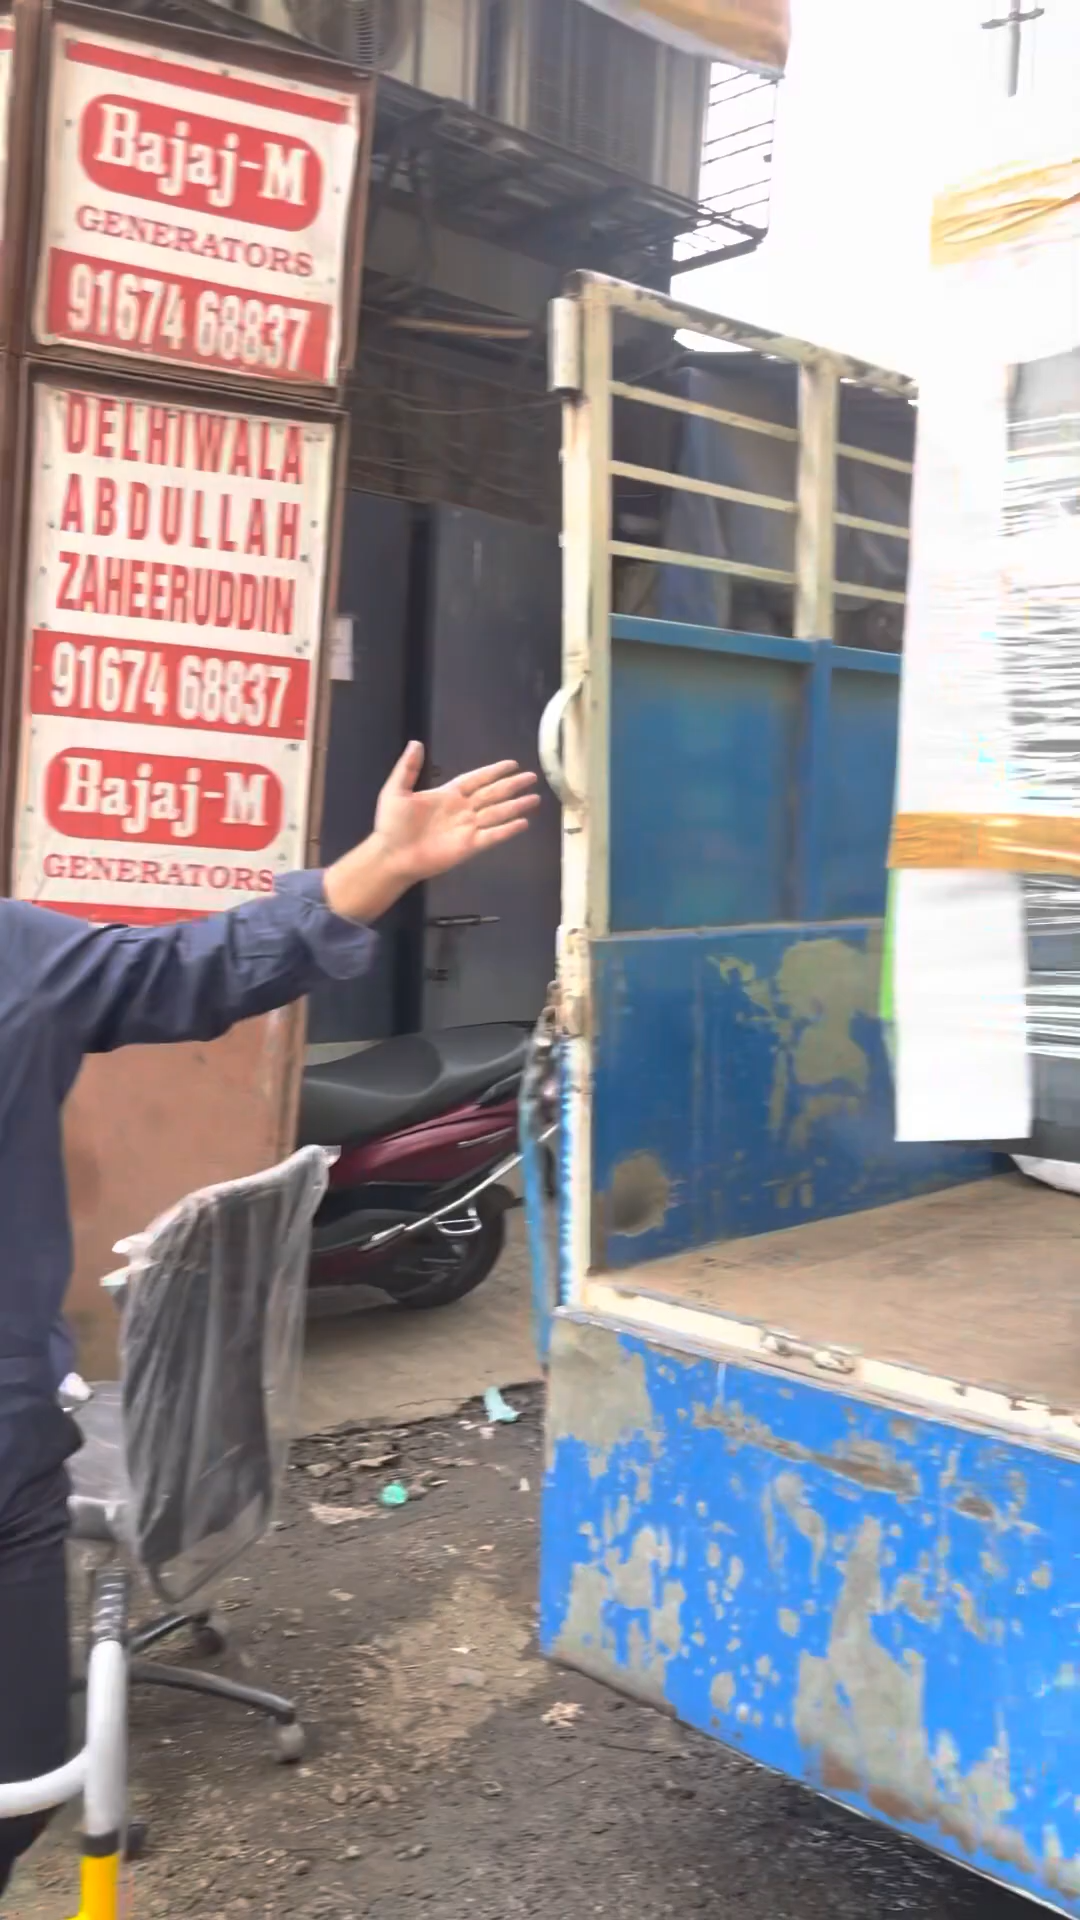 Bajaj-M
GENERATORS
91674 68837
DELHIWALA
ABDULLAH
ZAHEERUDDIN
91674 68837
Bajaj-M
GENERATORS